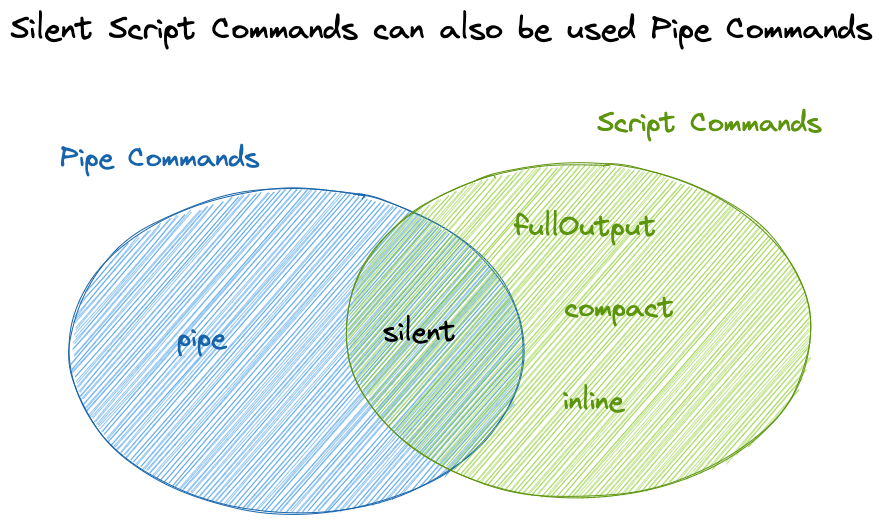 Silent Script Commands can also be used Pipe Commands
Script Commands
Pipe Commands
fullOutput
compact
silent
pipe
inline